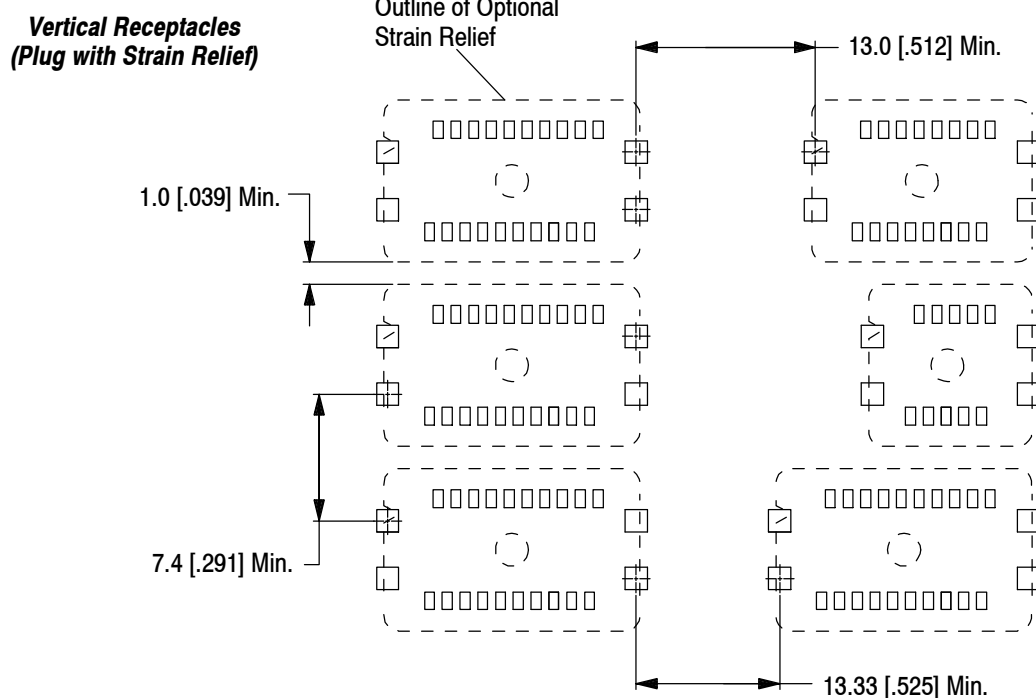 Vertical Receptacles
(Plug with Strain Relief)
Outline of Optional
Strain Relief
13.0 [.512] Min.
1.0 [.039] Min.
7.4 [.291] Min.
13.33 [.525] Min.